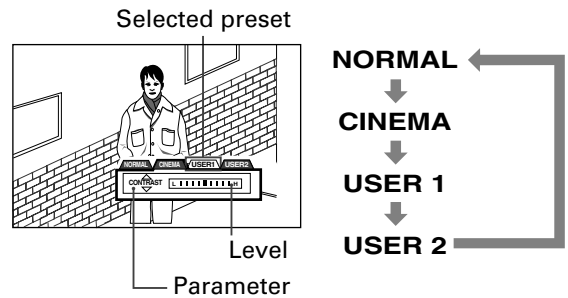 Selected preset
NORMAL CINEMA USER1 USER2
CONTRAST L H
Level
Parameter
NORMAL
CINEMA
USER 1
USER 2